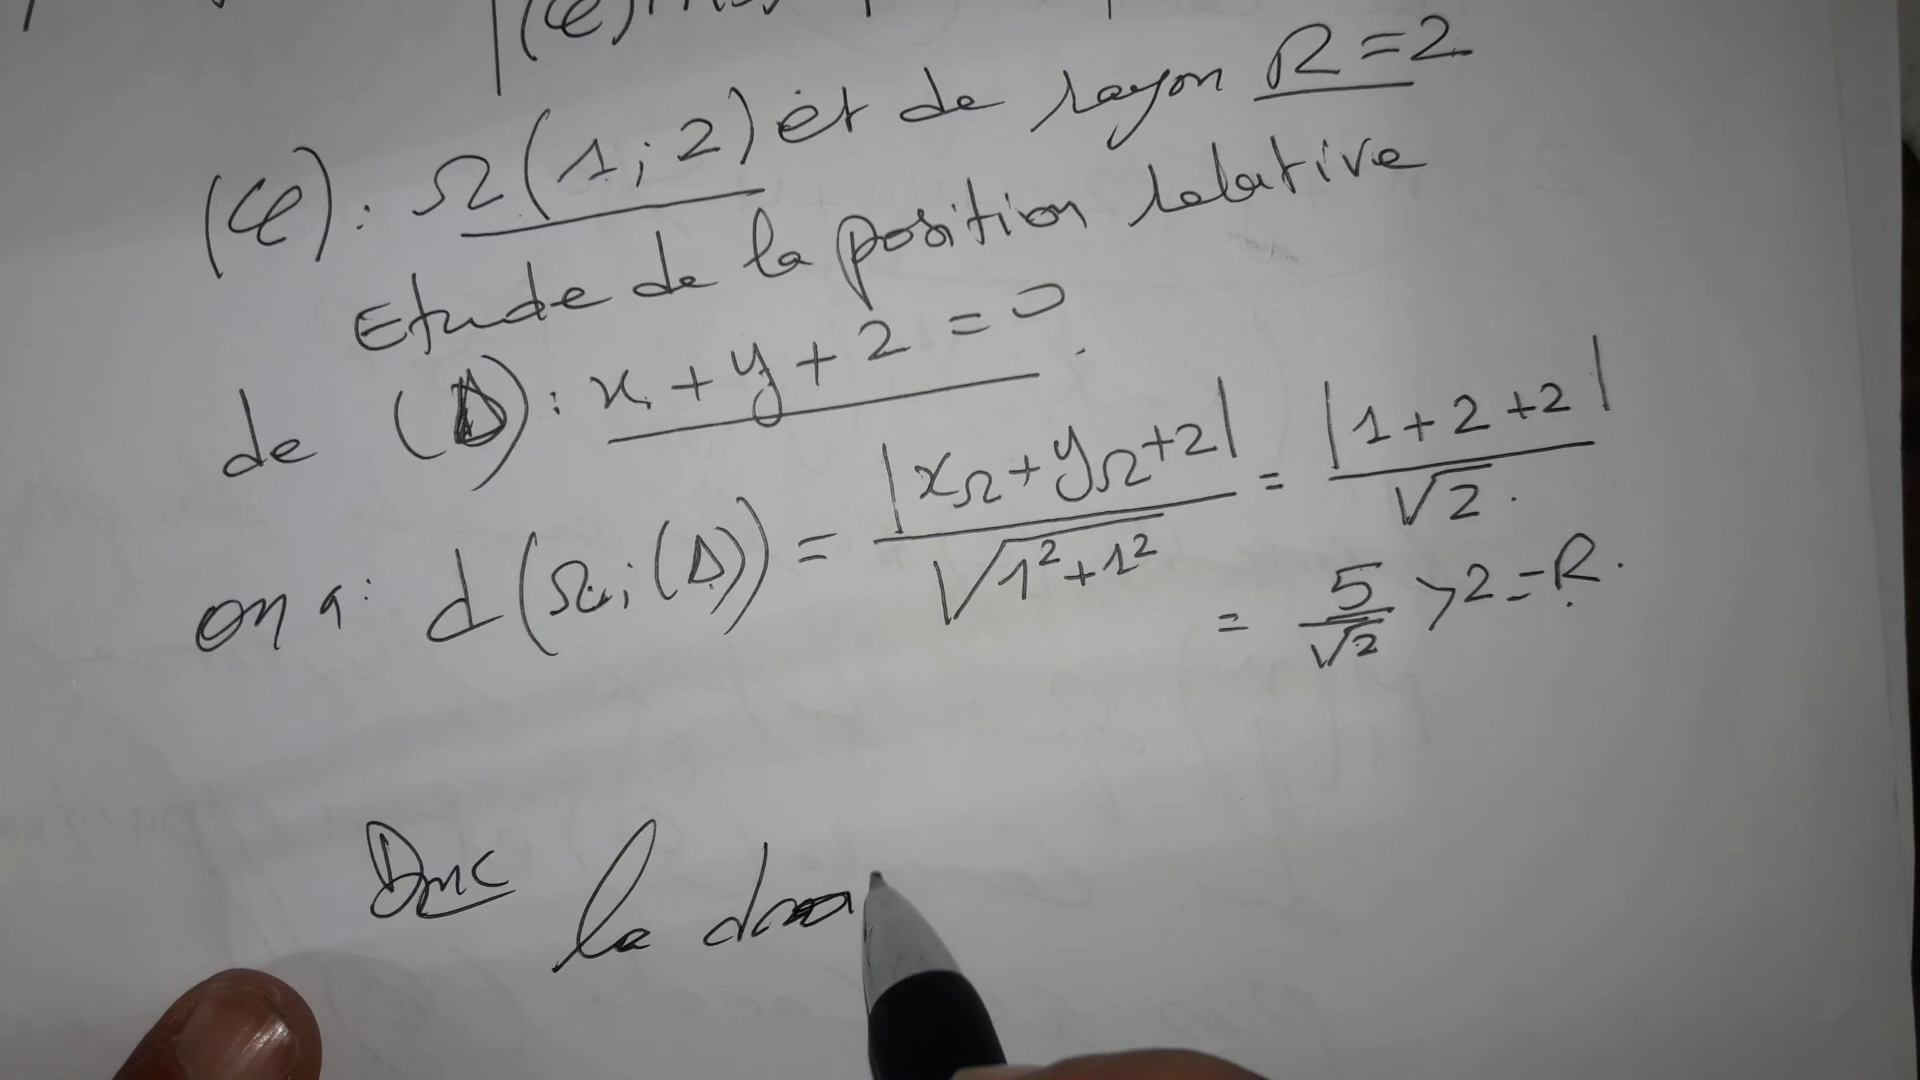 (C): Ω(1; 2) et de rayon R = 2
Etude de la position relative
de (Δ): x + y + 2 = 0
on a: d(Ω; (Δ)) = |xΩ + yΩ + 2| / √(1² + 1²) = |1 + 2 + 2| / √2
= 5/√2 > 2 = R.
Donc la